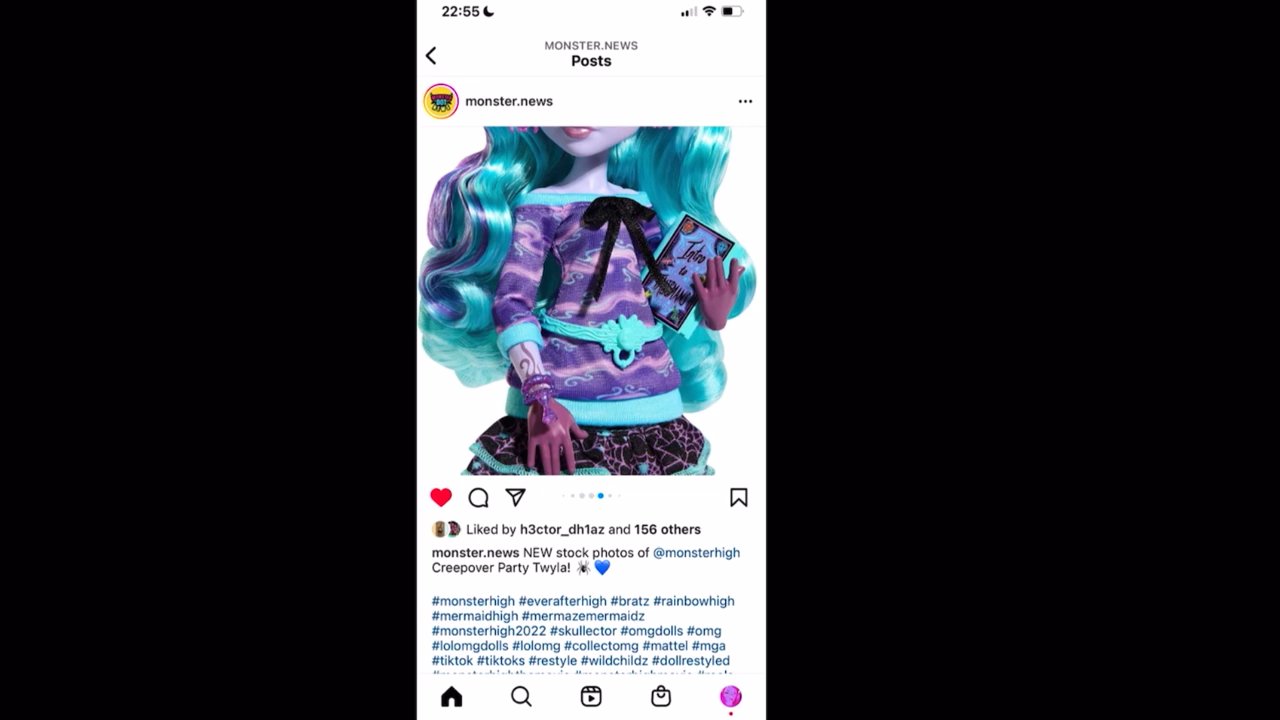 22:55
MONSTER.NEWS
Posts
monster.news
Intro
to
Liked by h3ctor_dh1az and 156 others
monster.news NEW stock photos of @monsterhigh
Creepover Party Twyla! 🕷️💙
#monsterhigh #everafterhigh #bratz #rainbowhigh
#mermaidhigh #mermazemermaidz
#monsterhigh2022 #skullector #omgdolls #omg
#lolomgdolls #lolomg #collectomg #mattel #mga
#tiktok #tiktoks #restyle #wildchildz #dollrestyled